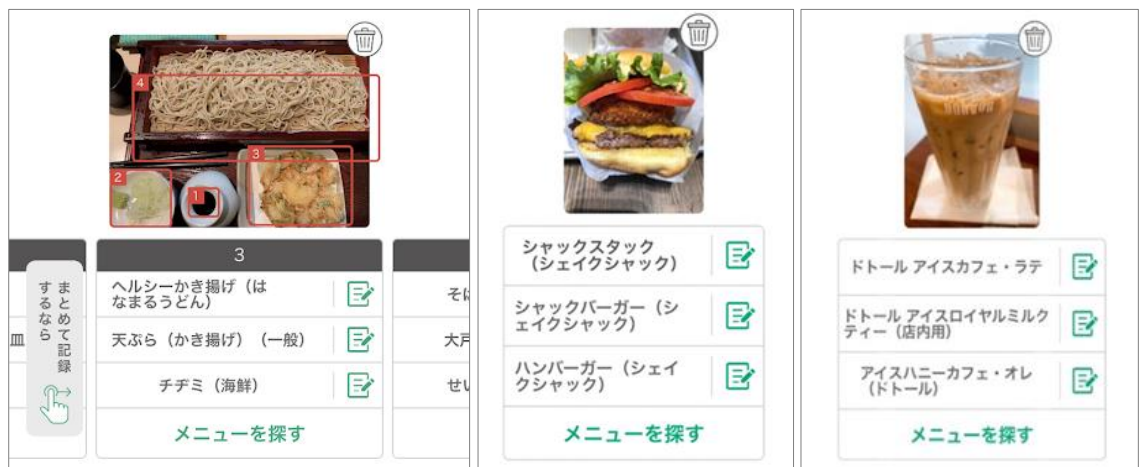 4
3
2
1
3
ヘルシーかき揚げ（は
なまるうどん）
天ぷら（かき揚げ）（一般）
チヂミ（海鮮）
メニューを探す
まとめて記録
するなら
皿
そば
大戸
せい
シャックスタック
（シェイクシャック）
シャックバーガー（シ
ェイクシャック）
ハンバーガー（シェイ
クシャック）
メニューを探す
ドトール アイスカフェ・ラテ
ドトール アイスロイヤルミルク
ティー（店内用）
アイスハニーカフェ・オレ
（ドトール）
メニューを探す